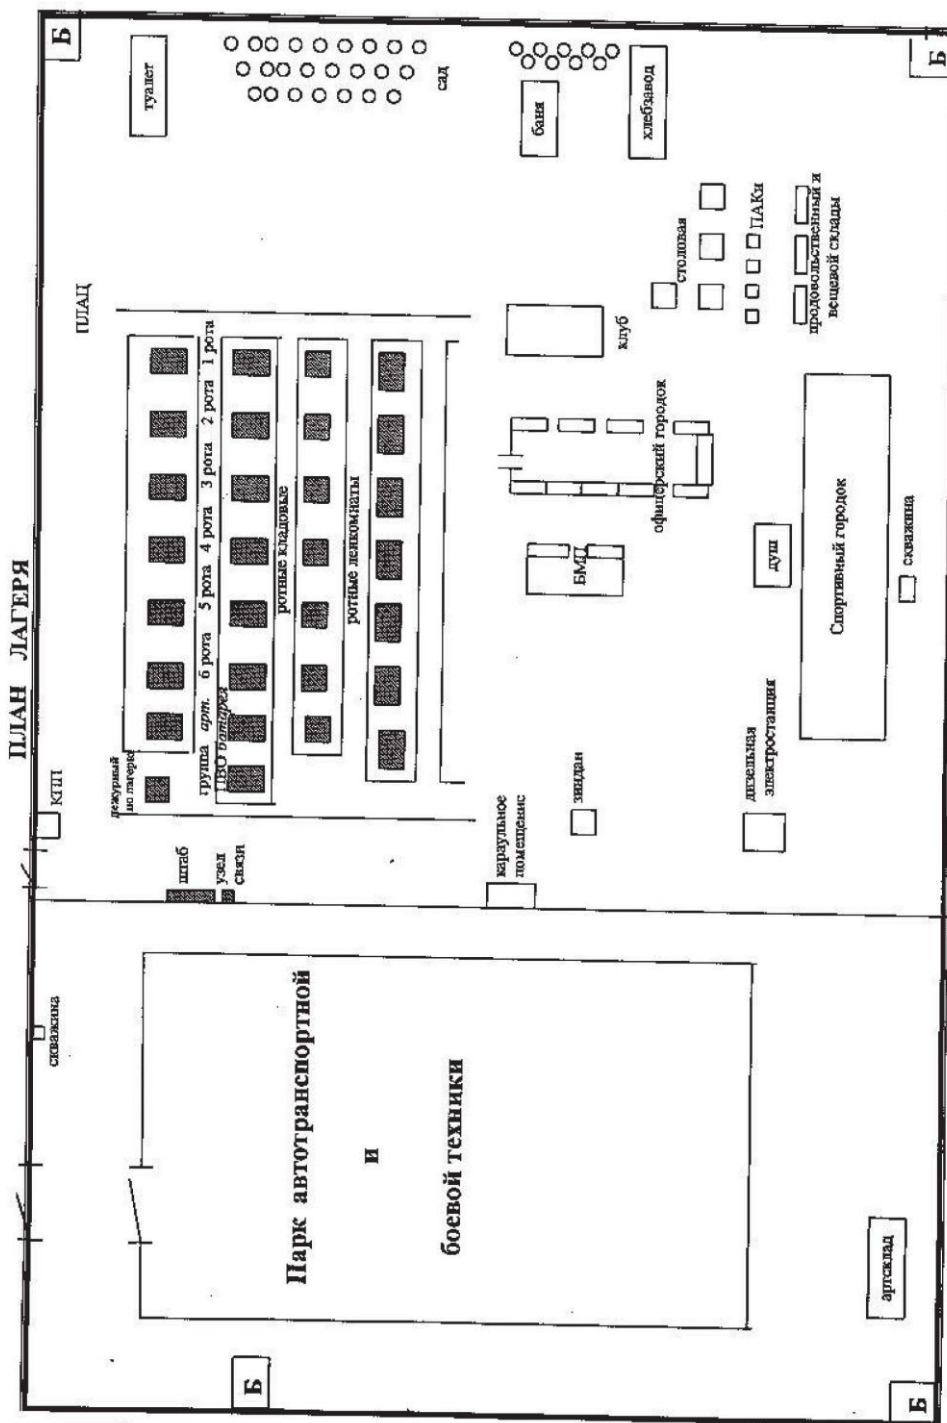 ПЛАН ЛАГЕРЯ
Б
скважина
КПП
ПЛАЦ
Б
туалет
дежурный
по лагерю
штаб
узел
связи
группа арт. 6 рота 5 рота 4 рота 3 рота 2 рота 1 рота
ПВО батарея
сад
ротные кладовые
ротные ленкомнаты
Парк автотранспортной
и
боевой техники
караульное
помещение
зиндан
БМП
офицерский городок
клуб
баня
хлебзавод
столовая
ПАКи
продовольственный и
вещевой склады
дизельная
электростанция
душ
Спортивный городок
скважина
артсклад
Б
Б